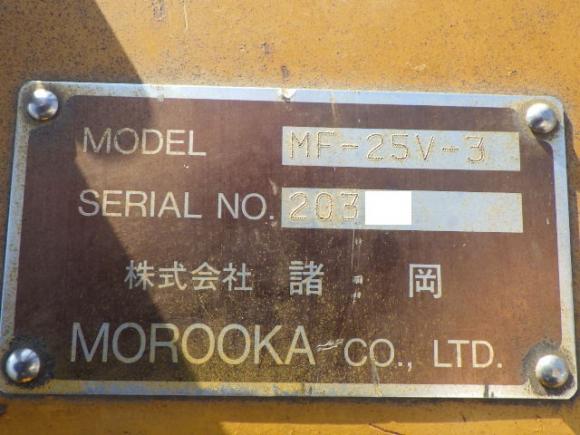 MODEL MF-25V-3
SERIAL NO. 203
株式会社 諸岡
MOROOKA CO., LTD.